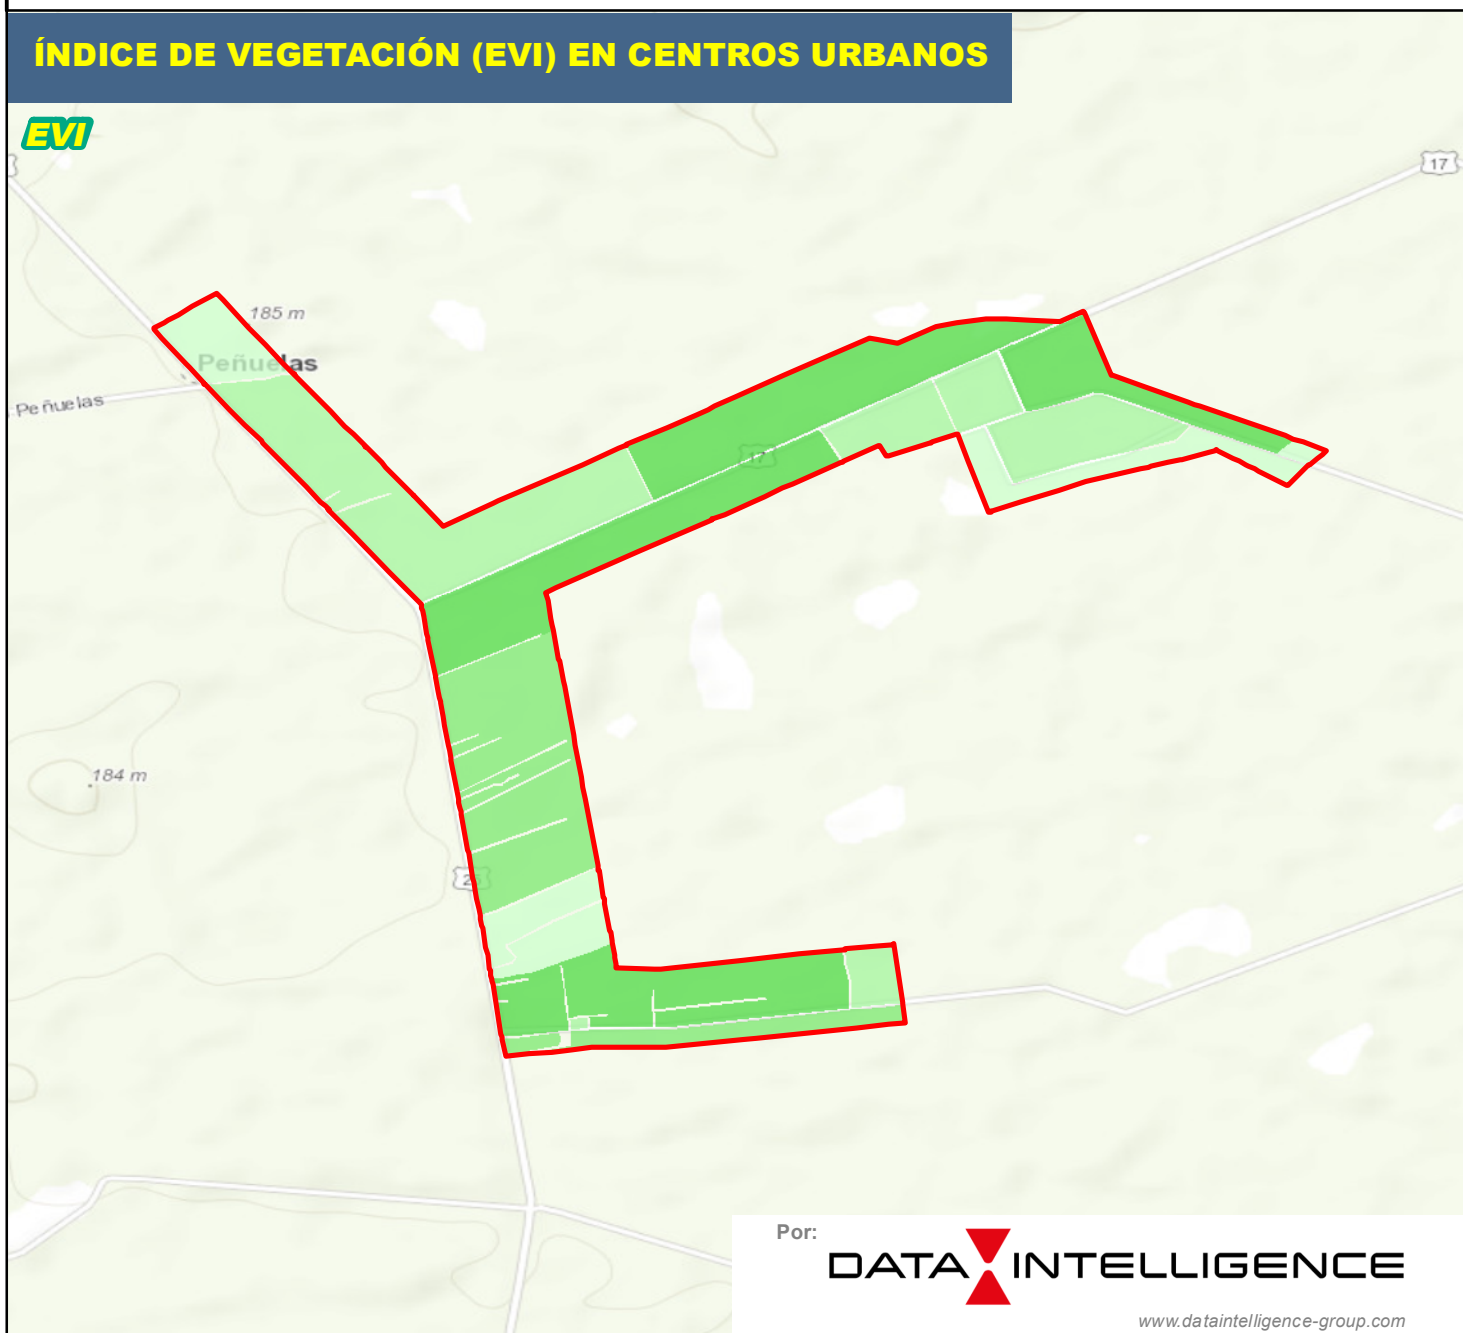 ÍNDICE DE VEGETACIÓN (EVI) EN CENTROS URBANOS
EVI
17
185 m
Peñuelas
Peñuelas
17
184 m
Por:
DATA INTELLIGENCE
www.dataintelligence-group.com